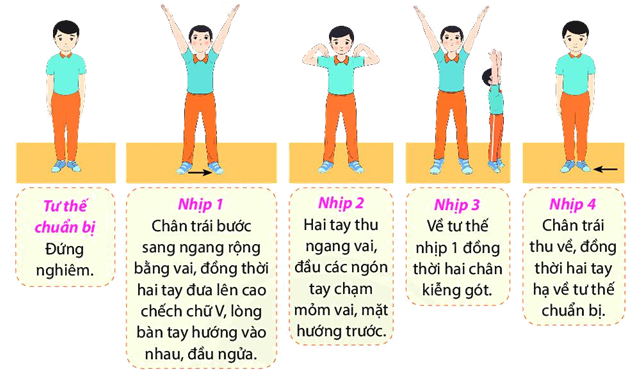 Tư thế
chuẩn bị
Đứng
nghiêm.
Nhịp 1
Chân trái bước
sang ngang rộng
bằng vai, đồng thời
hai tay đưa lên cao
chếch chữ V, lòng
bàn tay hướng vào
nhau, đầu ngửa.
Nhịp 2
Hai tay thu
ngang vai,
đầu các ngón
tay chạm
mỏm vai, mặt
hướng trước.
Nhịp 3
Về tư thế
nhịp 1 đồng
thời hai chân
kiễng gót.
Nhịp 4
Chân trái
thu về, đồng
thời hai tay
hạ về tư thế
chuẩn bị.